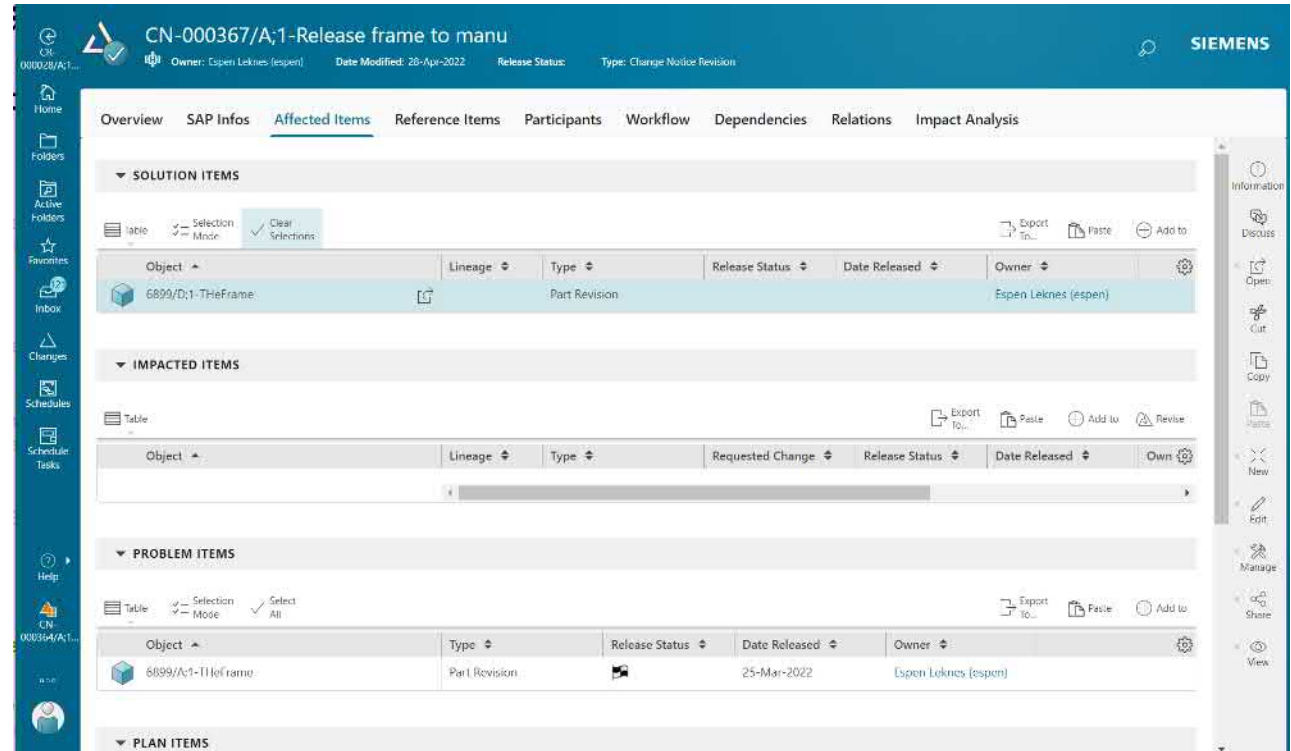 CN-000367/A;1-Release frame to manu
Owner: Espen Leknes (espen) Date Modified: 28-Apr-2022 Release Status: Type: Change Notice Revision
SIEMENS
CR-
000028/A;1...
Home
Folders
Active
Folders
Favorites
Inbox
Changes
Schedules
Schedule
Tasks
Help
CN-
000364/A;1...
Overview SAP Infos Affected Items Reference Items Participants Workflow Dependencies Relations Impact Analysis
SOLUTION ITEMS
Table Selection Mode Clear Selections Export To... Paste Add to
Object Lineage Type Release Status Date Released Owner
6899/D;1-THeFrame Part Revision Espen Leknes (espen)
IMPACTED ITEMS
Table Export To... Paste Add to Revise
Object Lineage Type Requested Change Release Status Date Released Own
PROBLEM ITEMS
Table Selection Mode Select All Export To... Paste Add to
Object Type Release Status Date Released Owner
6899/A;1-THeFrame Part Revision 25-Mar-2022 Espen Leknes (espen)
PLAN ITEMS
Information
Discuss
Open
Cut
Copy
Paste
New
Edit
Manage
Share
View